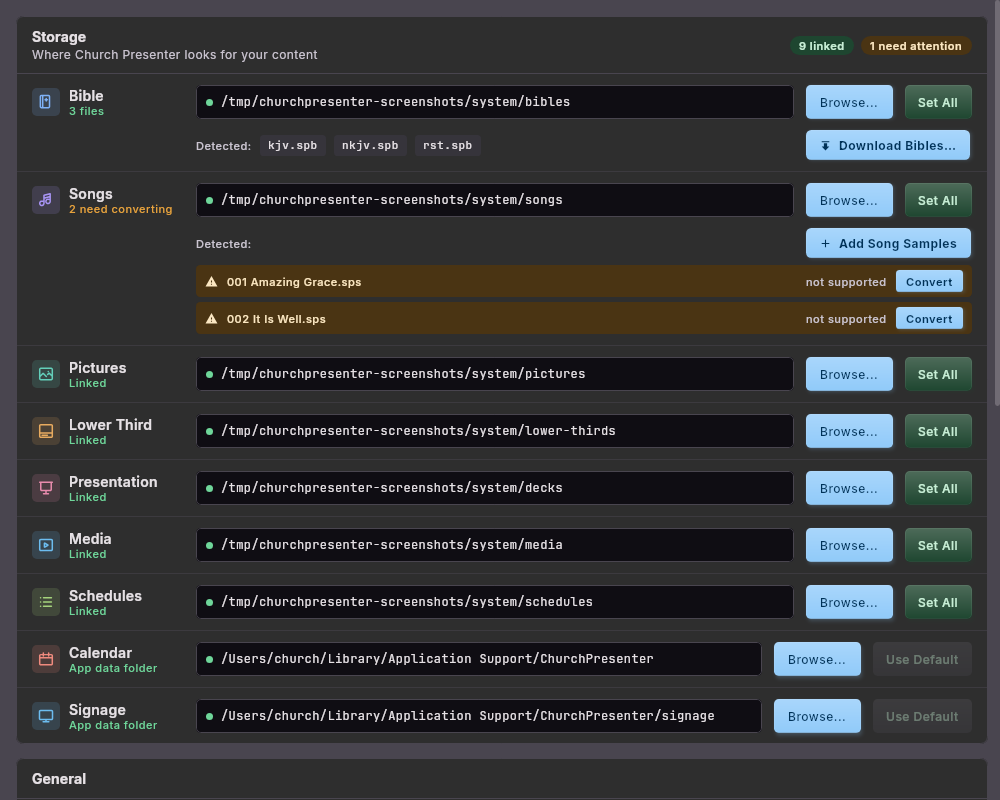 Storage
Where Church Presenter looks for your content
9 linked
1 need attention
Bible
3 files
/tmp/churchpresenter-screenshots/system/bibles
Browse...
Set All
Detected:
kjv.spb
nkjv.spb
rst.spb
Download Bibles...
Songs
2 need converting
/tmp/churchpresenter-screenshots/system/songs
Browse...
Set All
Detected:
+ Add Song Samples
001 Amazing Grace.sps
not supported
Convert
002 It Is Well.sps
not supported
Convert
Pictures
Linked
/tmp/churchpresenter-screenshots/system/pictures
Browse...
Set All
Lower Third
Linked
/tmp/churchpresenter-screenshots/system/lower-thirds
Browse...
Set All
Presentation
Linked
/tmp/churchpresenter-screenshots/system/decks
Browse...
Set All
Media
Linked
/tmp/churchpresenter-screenshots/system/media
Browse...
Set All
Schedules
Linked
/tmp/churchpresenter-screenshots/system/schedules
Browse...
Set All
Calendar
App data folder
/Users/church/Library/Application Support/ChurchPresenter
Browse...
Use Default
Signage
App data folder
/Users/church/Library/Application Support/ChurchPresenter/signage
Browse...
Use Default
General